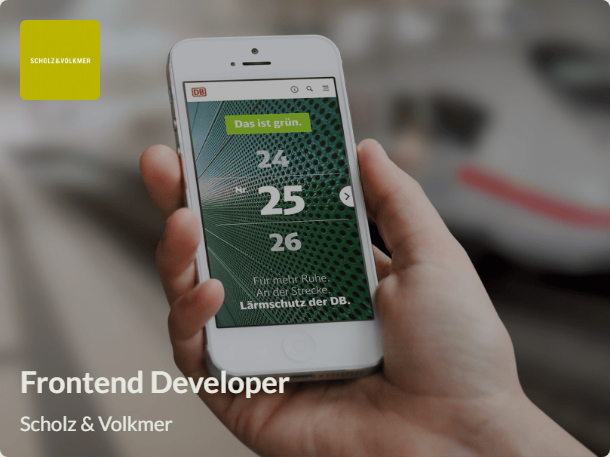 SCHOLZ&VOLKMER
DB
Das ist grün.
24
Nr. 25
26
Für mehr Ruhe.
An der Strecke.
Lärmschutz der DB.
Frontend Developer
Scholz & Volkmer